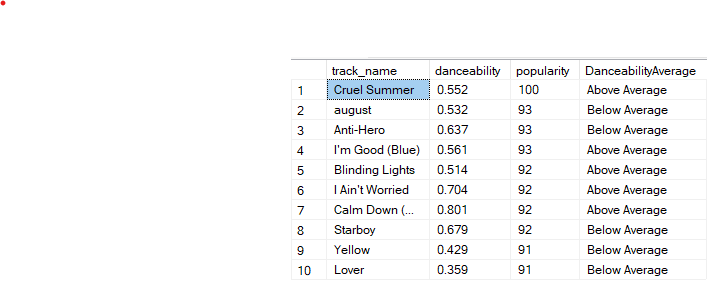 track_name danceability popularity DanceabilityAverage
1 Cruel Summer 0.552 100 Above Average
2 august 0.532 93 Below Average
3 Anti-Hero 0.637 93 Below Average
4 I'm Good (Blue) 0.561 93 Above Average
5 Blinding Lights 0.514 92 Above Average
6 I Ain't Worried 0.704 92 Above Average
7 Calm Down (... 0.801 92 Above Average
8 Starboy 0.679 92 Below Average
9 Yellow 0.429 91 Below Average
10 Lover 0.359 91 Below Average